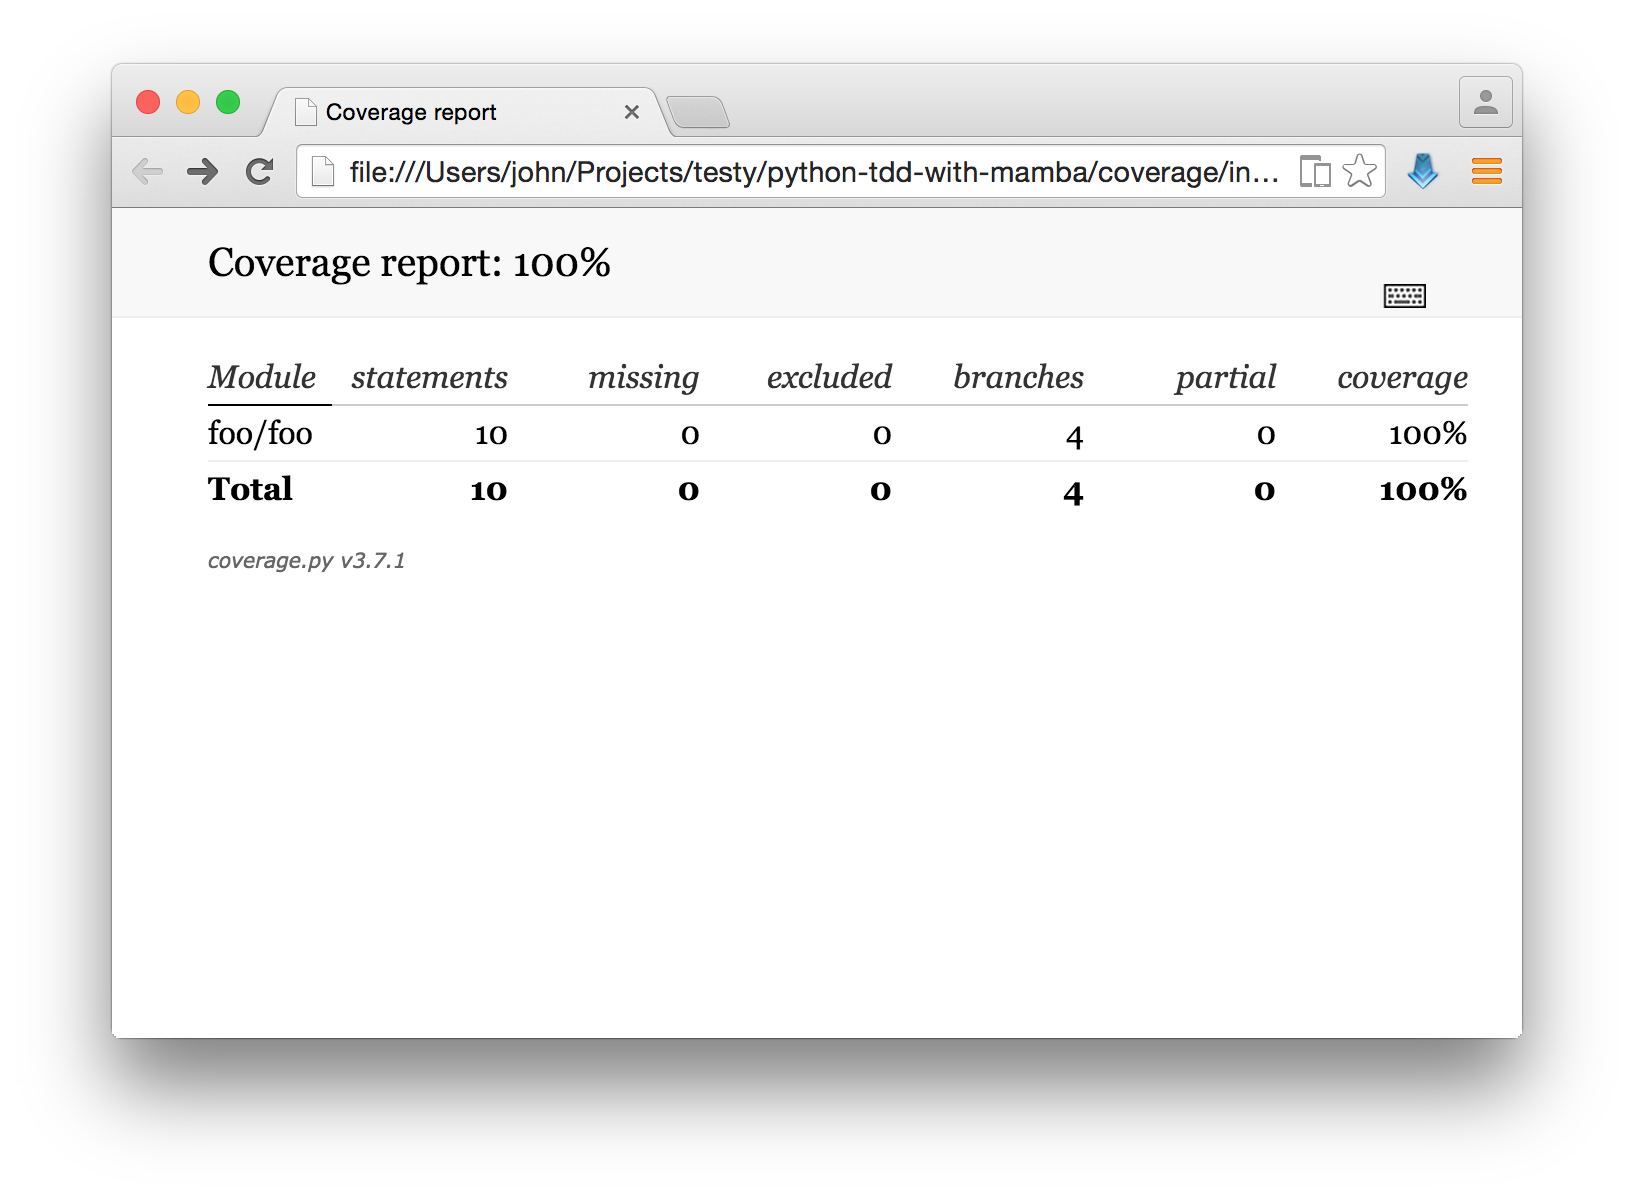 Coverage report
file:///Users/john/Projects/testy/python-tdd-with-mamba/coverage/in...
Coverage report: 100%
Module statements missing excluded branches partial coverage
foo/foo 10 0 0 4 0 100%
Total 10 0 0 4 0 100%
coverage.py v3.7.1